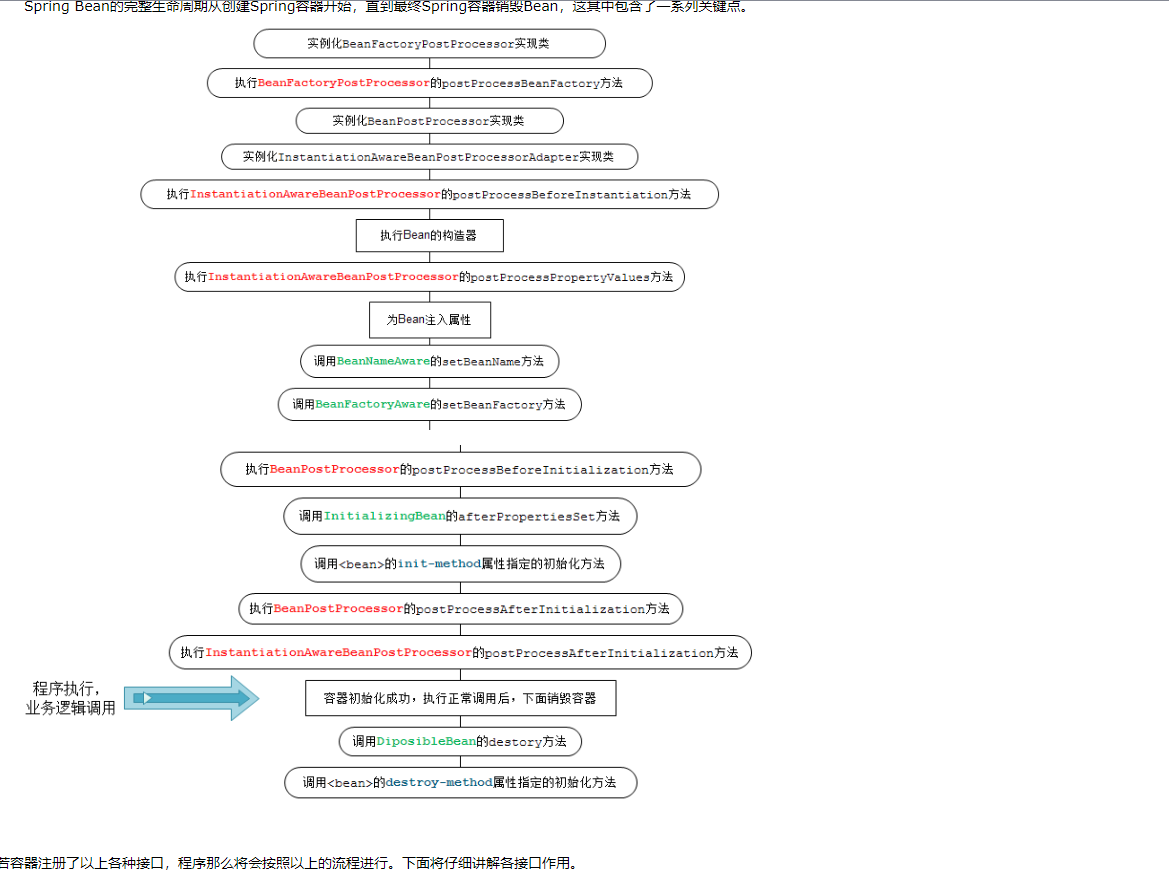 Spring Bean的完整生命周期从创建Spring容器开始，直到最终Spring容器销毁Bean，这其中包含了一系列关键点。
实例化BeanFactoryPostProcessor实现类
执行BeanFactoryPostProcessor的postProcessBeanFactory方法
实例化BeanPostProcessor实现类
实例化InstantiationAwareBeanPostProcessorAdapter实现类
执行InstantiationAwareBeanPostProcessor的postProcessBeforeInstantiation方法
执行Bean的构造器
执行InstantiationAwareBeanPostProcessor的postProcessPropertyValues方法
为Bean注入属性
调用BeanNameAware的setBeanName方法
调用BeanFactoryAware的setBeanFactory方法
执行BeanPostProcessor的postProcessBeforeInitialization方法
调用InitializingBean的afterPropertiesSet方法
调用<bean>的init-method属性指定的初始化方法
执行BeanPostProcessor的postProcessAfterInitialization方法
执行InstantiationAwareBeanPostProcessor的postProcessAfterInitialization方法
程序执行，
业务逻辑调用
容器初始化成功，执行正常调用后，下面销毁容器
调用DiposibleBean的destory方法
调用<bean>的destroy-method属性指定的初始化方法
若容器注册了以上各种接口，程序那么将会按照以上的流程进行。下面将仔细讲解各接口作用。